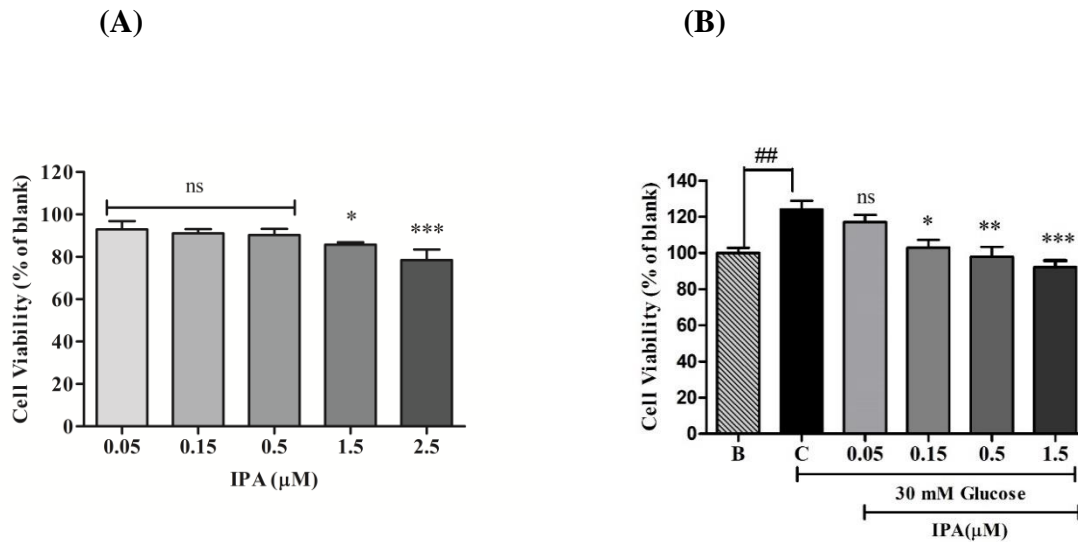 (A)
(B)
Cell Viability (% of blank)
120
100
80
60
40
20
0
ns
*
***
0.05 0.15 0.5 1.5 2.5
IPA (μM)
Cell Viability (% of blank)
140
120
100
80
60
40
20
0
##
ns
*
**
***
B C 0.05 0.15 0.5 1.5
30 mM Glucose
IPA(μM)